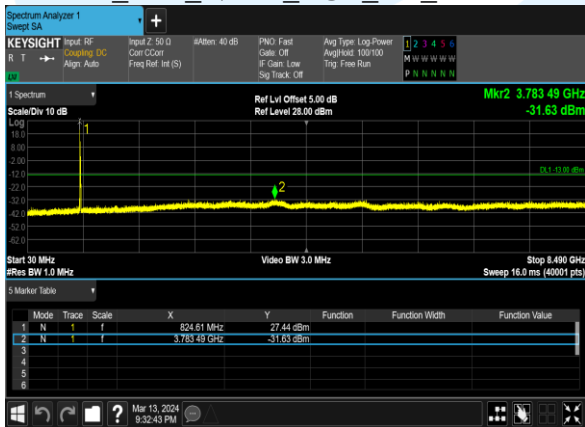 Spectrum Analyzer 1
Swept SA
KEYSIGHT
R T
Input: RF
Coupling: DC
Align: Auto
Input Z: 50 Ω
Corr CCorr
Freq Ref: Int (S)
#Atten: 40 dB
PNO: Fast
Gate: Off
IF Gain: Low
Sig Track: Off
Avg Type: Log-Power
Avg|Hold: 100/100
Trig: Free Run
1 2 3 4 5 6
M W W W W W
P N N N N N
1 Spectrum
Scale/Div 10 dB
Ref Lvl Offset 5.00 dB
Ref Level 28.00 dBm
Mkr2 3.783 49 GHz
-31.63 dBm
Log
18.0
8.00
-2.00
-12.0
-22.0
-32.0
-42.0
-52.0
-62.0
1
2
DL1 -13.00 dBm
Start 30 MHz
Video BW 3.0 MHz
Stop 8.490 GHz
#Res BW 1.0 MHz
Sweep 16.0 ms (40001 pts)
5 Marker Table
Mode Trace Scale X Y Function Function Width Function Value
1 N 1 f 824.61 MHz 27.44 dBm
2 N 1 f 3.783 49 GHz -31.63 dBm
3
4
5
6
?
Mar 13, 2024
9:32:43 PM